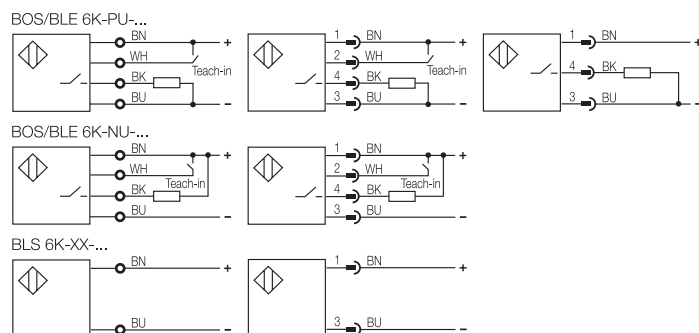 BOS/BLE 6K-PU-...
BN +
WH
Teach-in
BK
BU –
1 BN +
2 WH
Teach-in
4 BK
3 BU –
1 BN +
4 BK
3 BU –
BOS/BLE 6K-NU-...
BN +
WH
Teach-in
BK
BU –
1 BN +
2 WH
Teach-in
4 BK
3 BU –
BLS 6K-XX-...
BN +
BU –
1 BN +
3 BU –